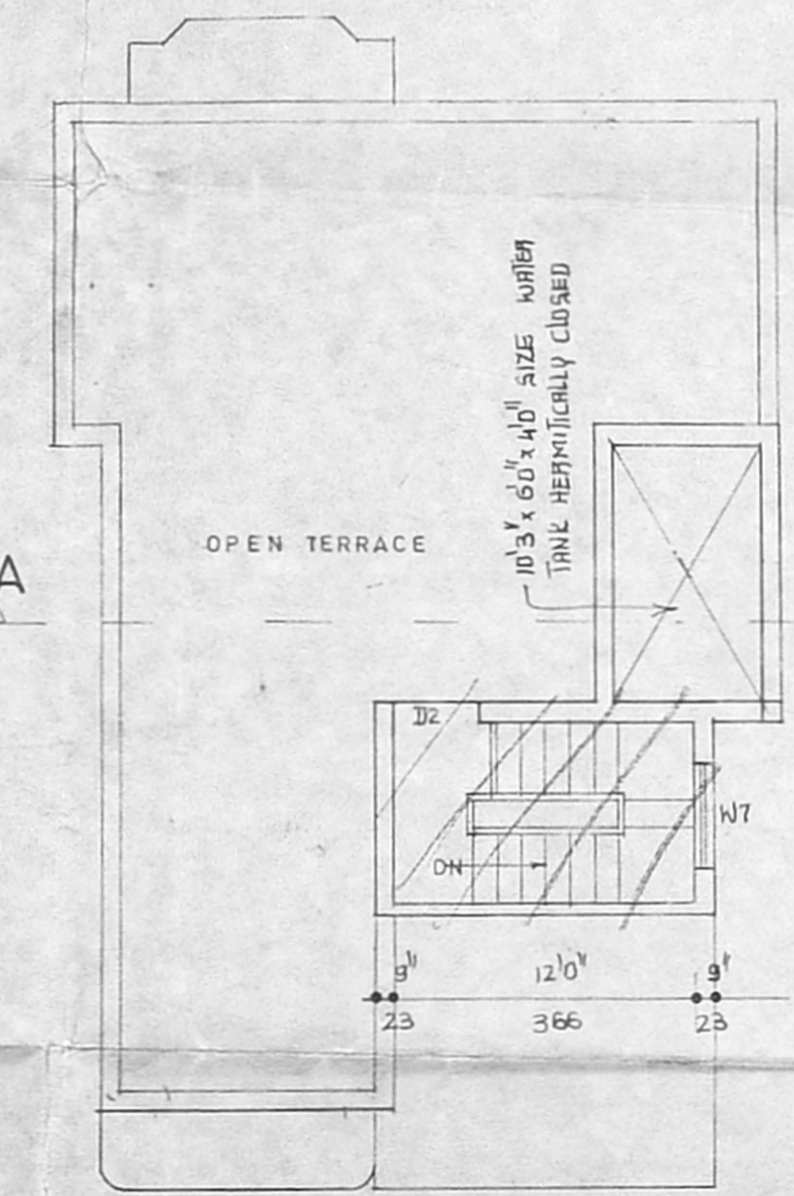 10'3" x 6'0" x 4'0" SIZE WATER
TANK HERMITICALLY CLOSED
OPEN TERRACE
A
D2
W7
DN
9" 12'0" 9"
23 366 23